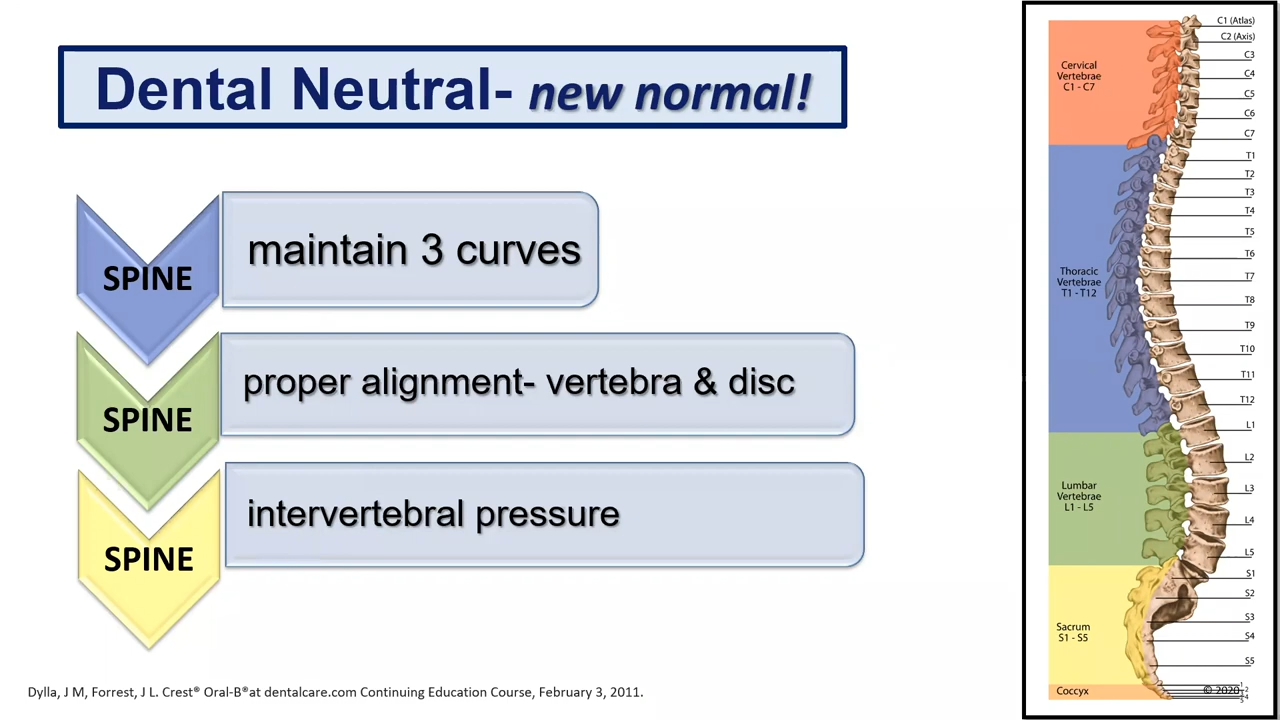 Dental Neutral- new normal!
SPINE
maintain 3 curves
SPINE
proper alignment- vertebra & disc
SPINE
intervertebral pressure
Dylla, J M, Forrest, J L. Crest® Oral-B®at dentalcare.com Continuing Education Course, February 3, 2011.
Cervical
Vertebrae
C1 - C7
Thoracic
Vertebrae
T1 - T12
Lumbar
Vertebrae
L1 - L5
Sacrum
S1 - S5
Coccyx
C1 (Atlas)
C2 (Axis)
C3
C4
C5
C6
C7
T1
T2
T3
T4
T5
T6
T7
T8
T9
T10
T11
T12
L1
L2
L3
L4
L5
S1
S2
S3
S4
S5
© 2020